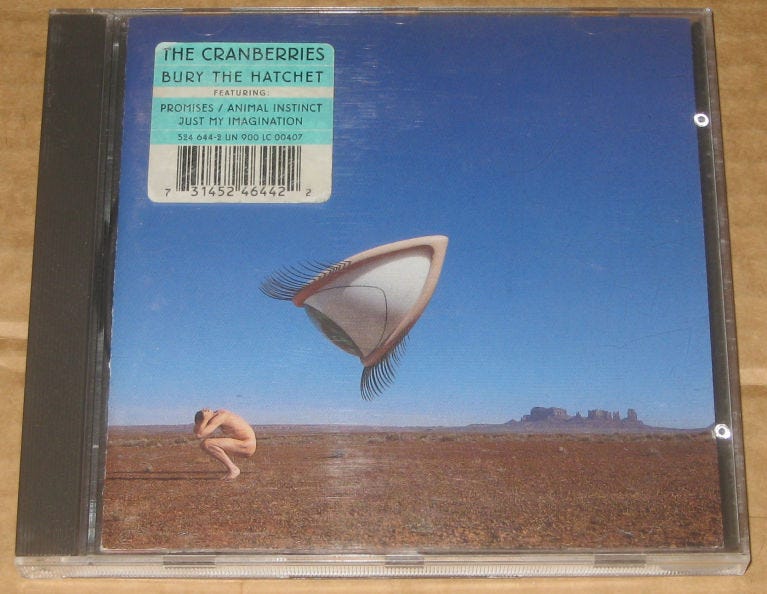 THE CRANBERRIES
BURY THE HATCHET
FEATURING:
PROMISES / ANIMAL INSTINCT
JUST MY IMAGINATION
524 644-2 UN 900 LC 00407
7 31452 46442 2